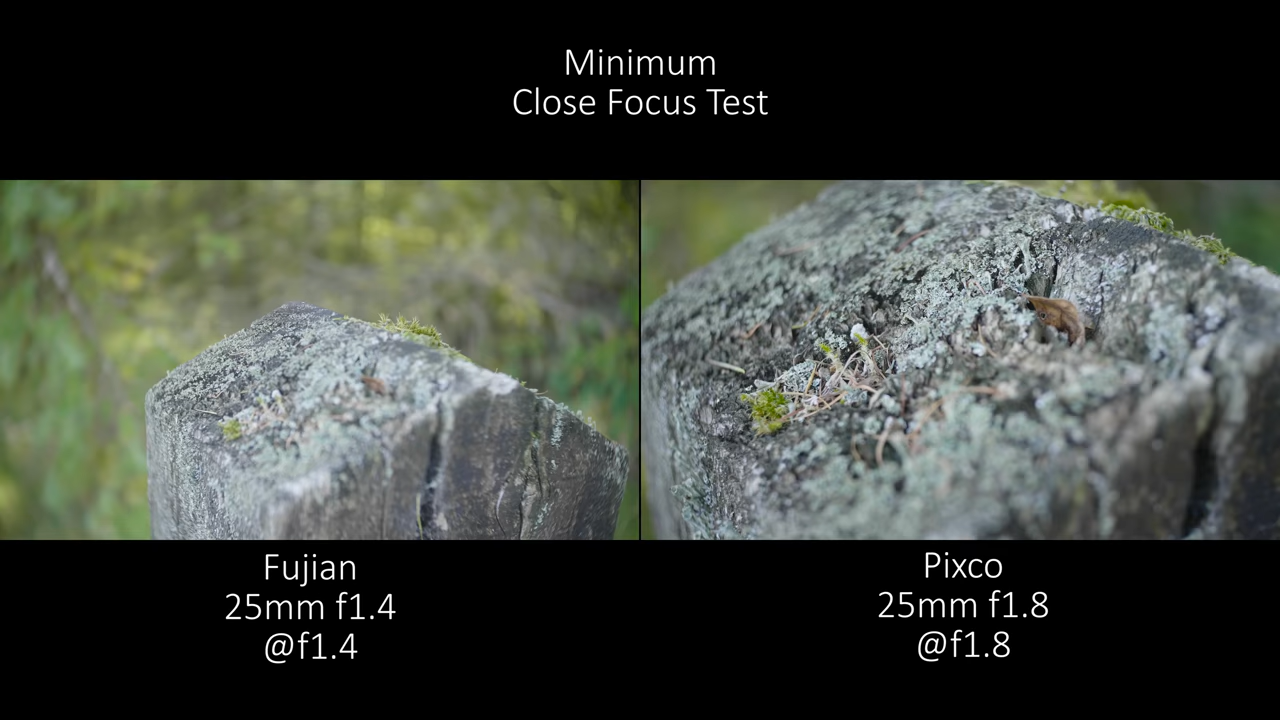 Minimum
Close Focus Test
Fujian
25mm f1.4
@f1.4
Pixco
25mm f1.8
@f1.8